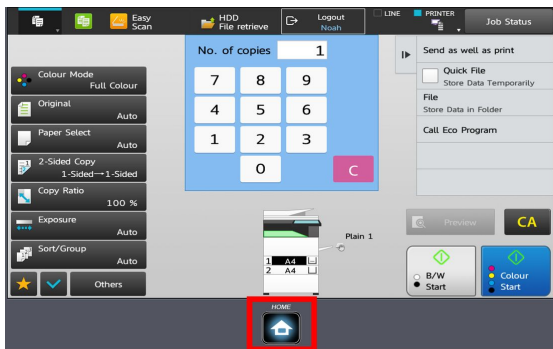 Easy
Scan
HDD
File retrieve
Logout
Noah
LINE
PRINTER
Job Status
No. of copies 1
7 8 9
4 5 6
1 2 3
0 C
Colour Mode
Full Colour
Original
Auto
Paper Select
Auto
2-Sided Copy
1-Sided→1-Sided
Copy Ratio
100 %
Exposure
Auto
Sort/Group
Auto
Others
Plain 1
1 A4
2 A4
Send as well as print
Quick File
Store Data Temporarily
File
Store Data in Folder
Call Eco Program
Preview
CA
B/W
Start
Colour
Start
HOME